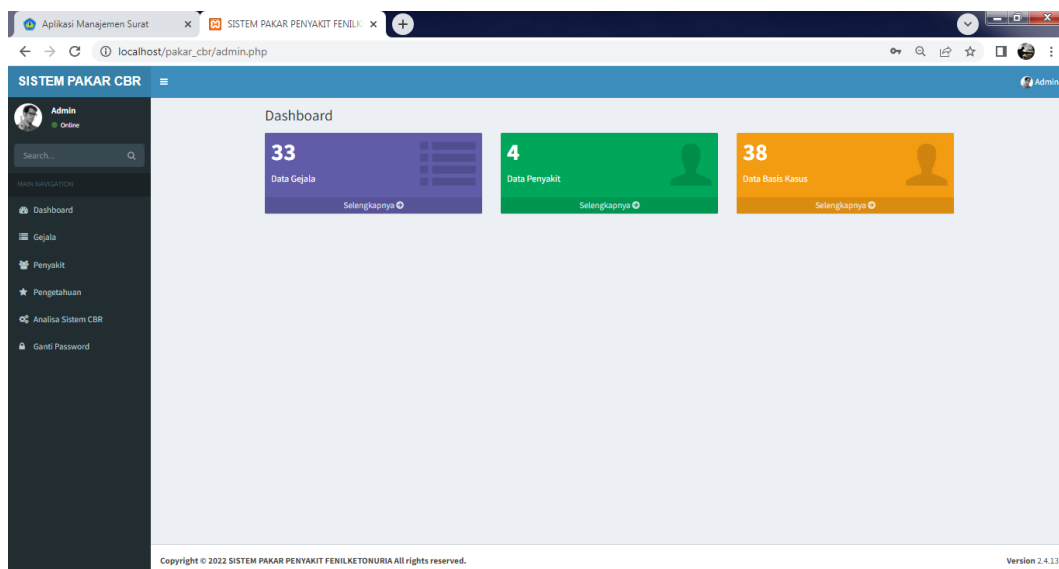 Aplikasi Manajemen Surat
SISTEM PAKAR PENYAKIT FENILK
localhost/pakar_cbr/admin.php
SISTEM PAKAR CBR
Admin
Admin
Online
Search...
MAIN NAVIGATION
Dashboard
Gejala
Penyakit
Pengetahuan
Analisa Sistem CBR
Ganti Password
Dashboard
33
Data Gejala
Selengkapnya
4
Data Penyakit
Selengkapnya
38
Data Basis Kasus
Selengkapnya
Copyright © 2022 SISTEM PAKAR PENYAKIT FENILKETONURIA All rights reserved.
Version 2.4.13